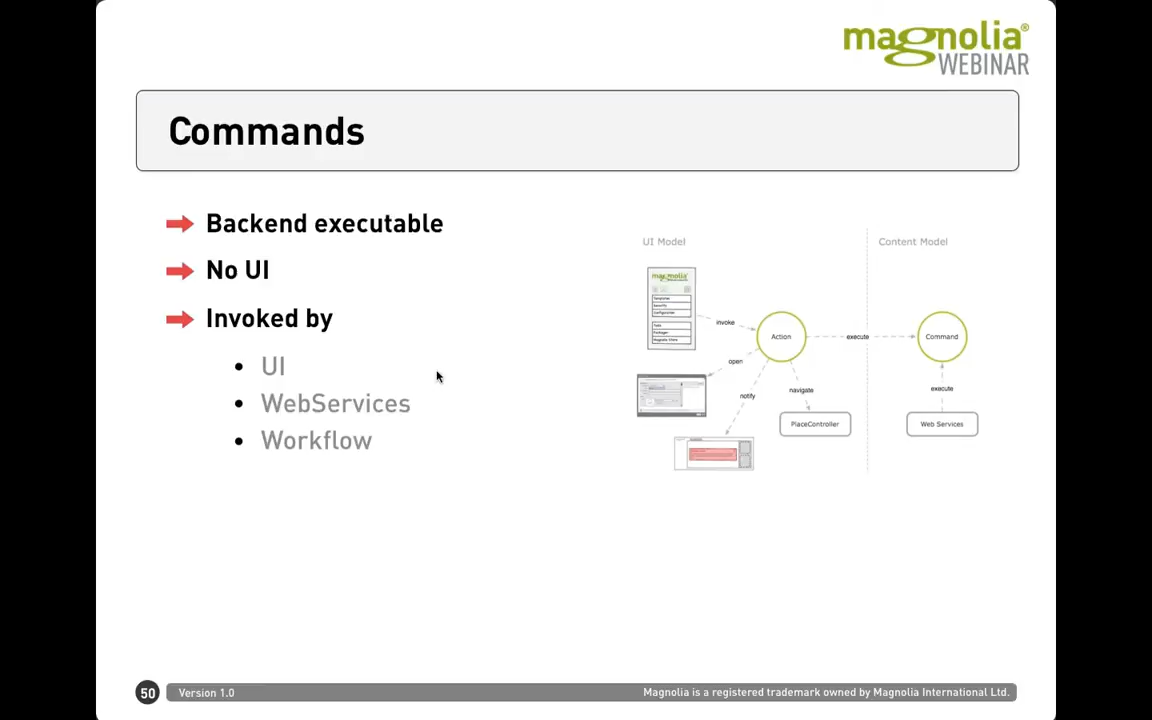 magnolia®
WEBINAR
Commands
Backend executable
No UI
Invoked by
UI
WebServices
Workflow
UI Model
Content Model
magnolia
invoke
Action
execute
Command
open
notify
navigate
execute
PlaceController
Web Services
50
Version 1.0
Magnolia is a registered trademark owned by Magnolia International Ltd.